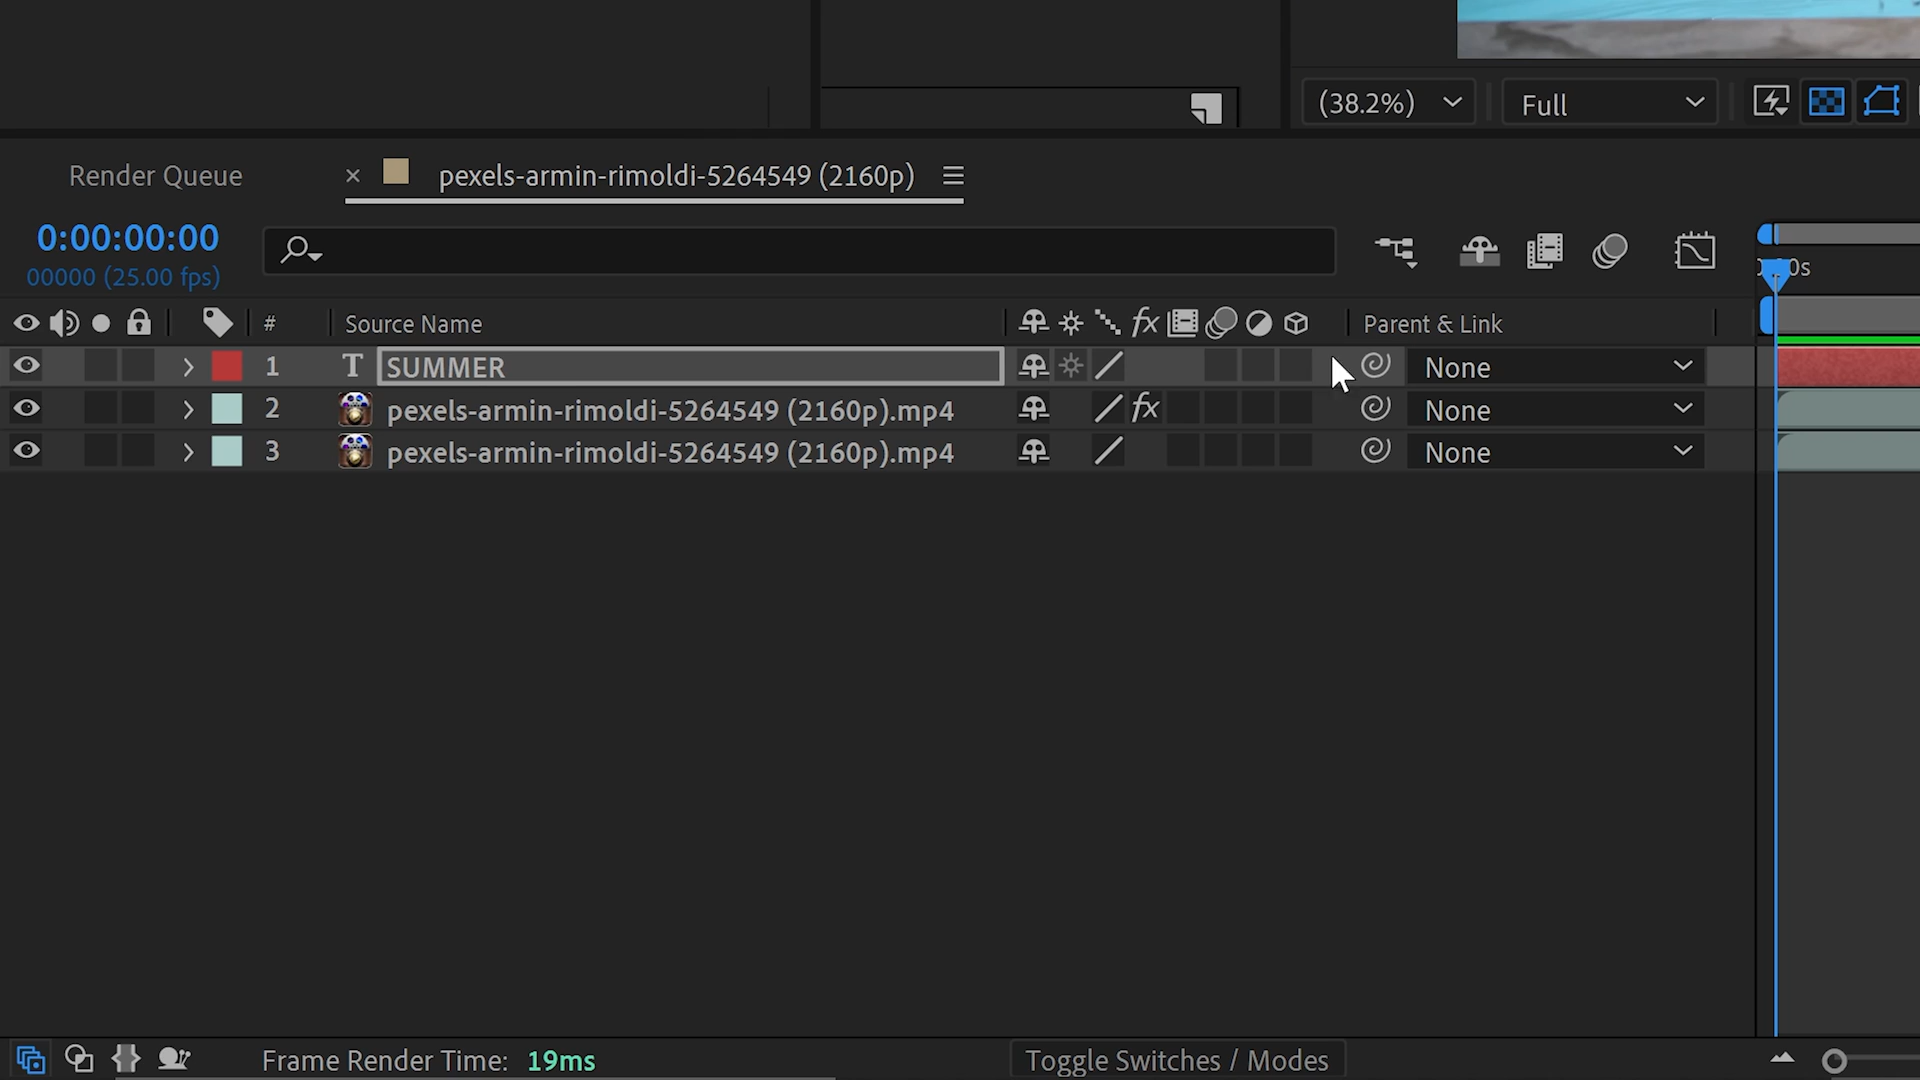 (38.2%) Full
Render Queue × pexels-armin-rimoldi-5264549 (2160p)
0:00:00:00
00000 (25.00 fps)
# Source Name fx Parent & Link
1 T SUMMER None
2 pexels-armin-rimoldi-5264549 (2160p).mp4 fx None
3 pexels-armin-rimoldi-5264549 (2160p).mp4 None
Frame Render Time: 19ms Toggle Switches / Modes